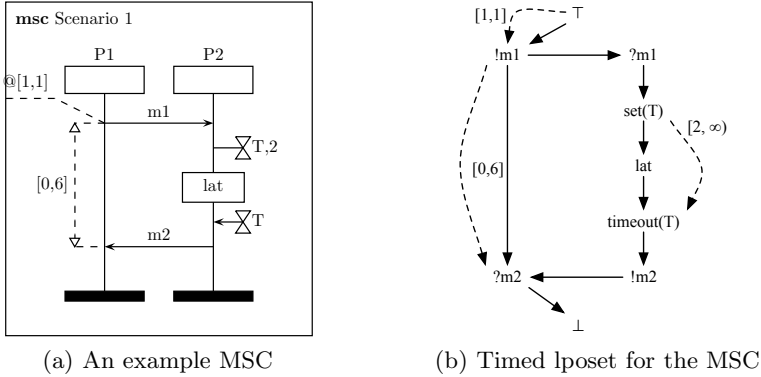 msc Scenario 1
P1
P2
@[1,1]
m1
T,2
[0,6]
lat
T
m2
(a) An example MSC
[1,1]
⊤
!m1
?m1
set(T)
[2, ∞)
[0,6]
lat
timeout(T)
?m2
!m2
⊥
(b) Timed lposet for the MSC